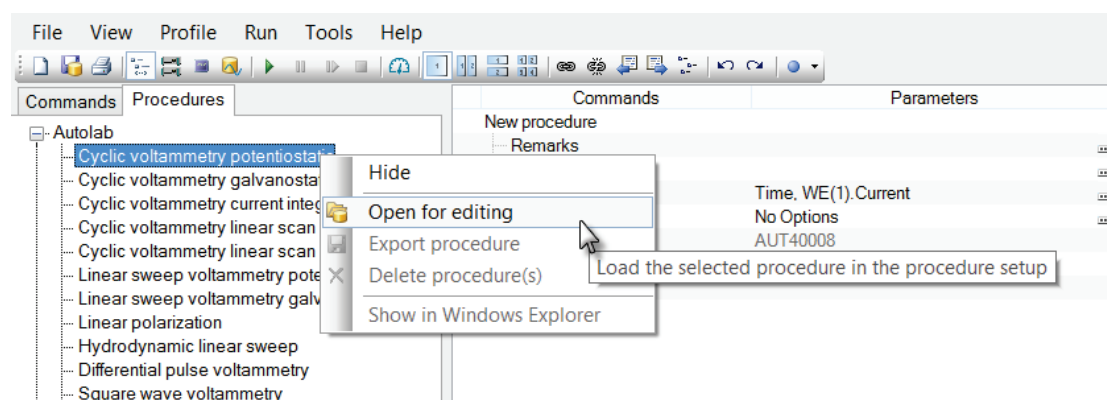 File View Profile Run Tools Help
Commands Procedures
Commands Parameters
New procedure
Autolab
Remarks
Cyclic voltammetry potentiostatic
Hide
Cyclic voltammetry galvanosta
Time, WE(1).Current
Cyclic voltammetry current integ
Open for editing
No Options
Cyclic voltammetry linear scan
Export procedure
AUT40008
Cyclic voltammetry linear scan
Load the selected procedure in the procedure setup
Linear sweep voltammetry pote
Delete procedure(s)
Linear sweep voltammetry galv
Show in Windows Explorer
Linear polarization
Hydrodynamic linear sweep
Differential pulse voltammetry
Square wave voltammetry